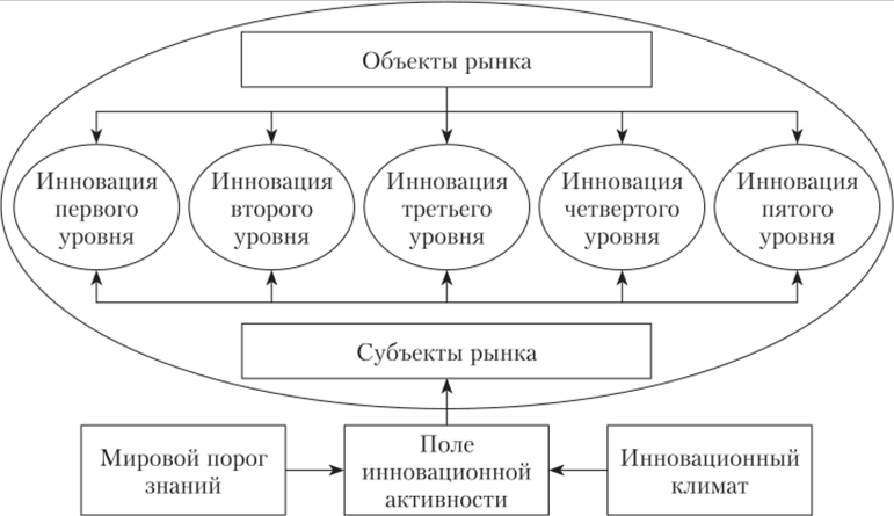 Объекты рынка
Инновация
первого
уровня
Инновация
второго
уровня
Инновация
третьего
уровня
Инновация
четвертого
уровня
Инновация
пятого
уровня
Субъекты рынка
Мировой порог
знаний
Поле
инновационной
активности
Инновационный
климат